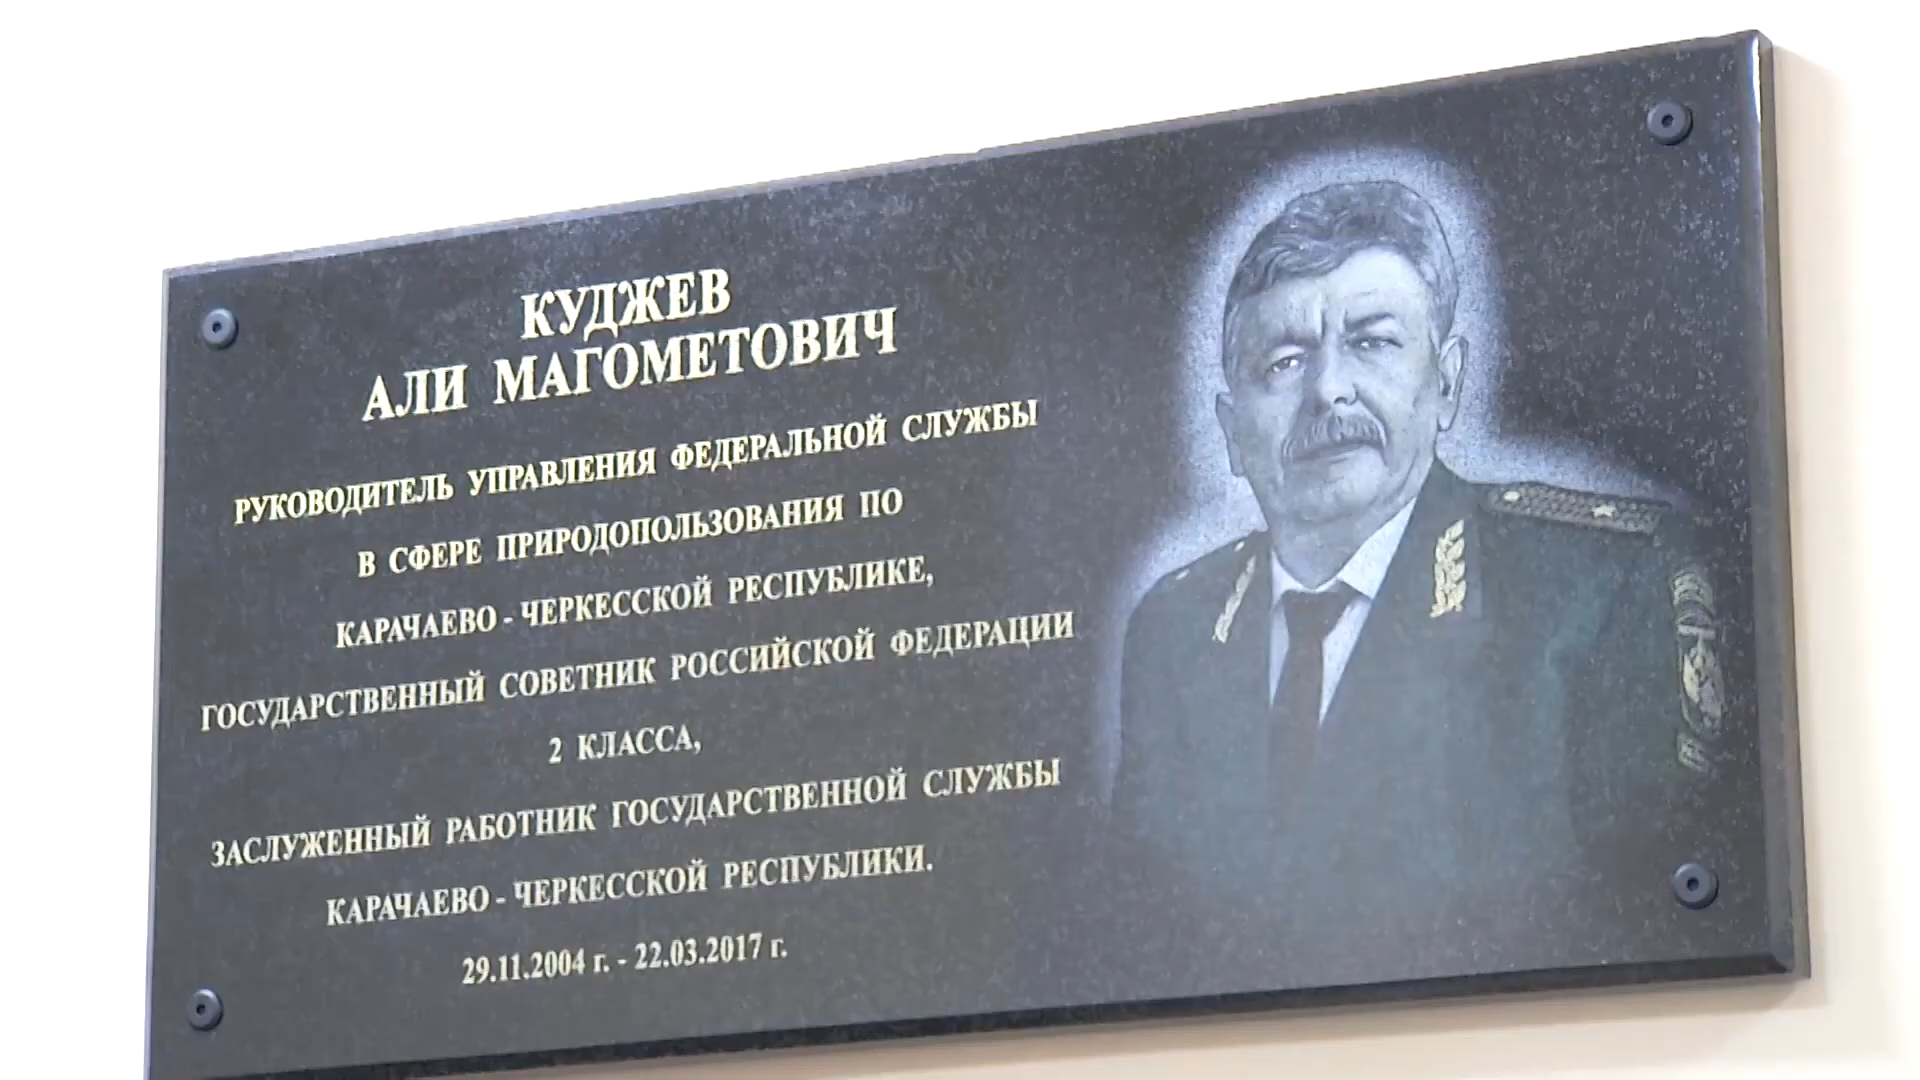 КУДЖЕВ
АЛИ МАГОМЕТОВИЧ
РУКОВОДИТЕЛЬ УПРАВЛЕНИЯ ФЕДЕРАЛЬНОЙ СЛУЖБЫ
В СФЕРЕ ПРИРОДОПОЛЬЗОВАНИЯ ПО
КАРАЧАЕВО - ЧЕРКЕССКОЙ РЕСПУБЛИКЕ,
ГОСУДАРСТВЕННЫЙ СОВЕТНИК РОССИЙСКОЙ ФЕДЕРАЦИИ
2 КЛАССА,
ЗАСЛУЖЕННЫЙ РАБОТНИК ГОСУДАРСТВЕННОЙ СЛУЖБЫ
КАРАЧАЕВО - ЧЕРКЕССКОЙ РЕСПУБЛИКИ.
29.11.2004 г. - 22.03.2017 г.